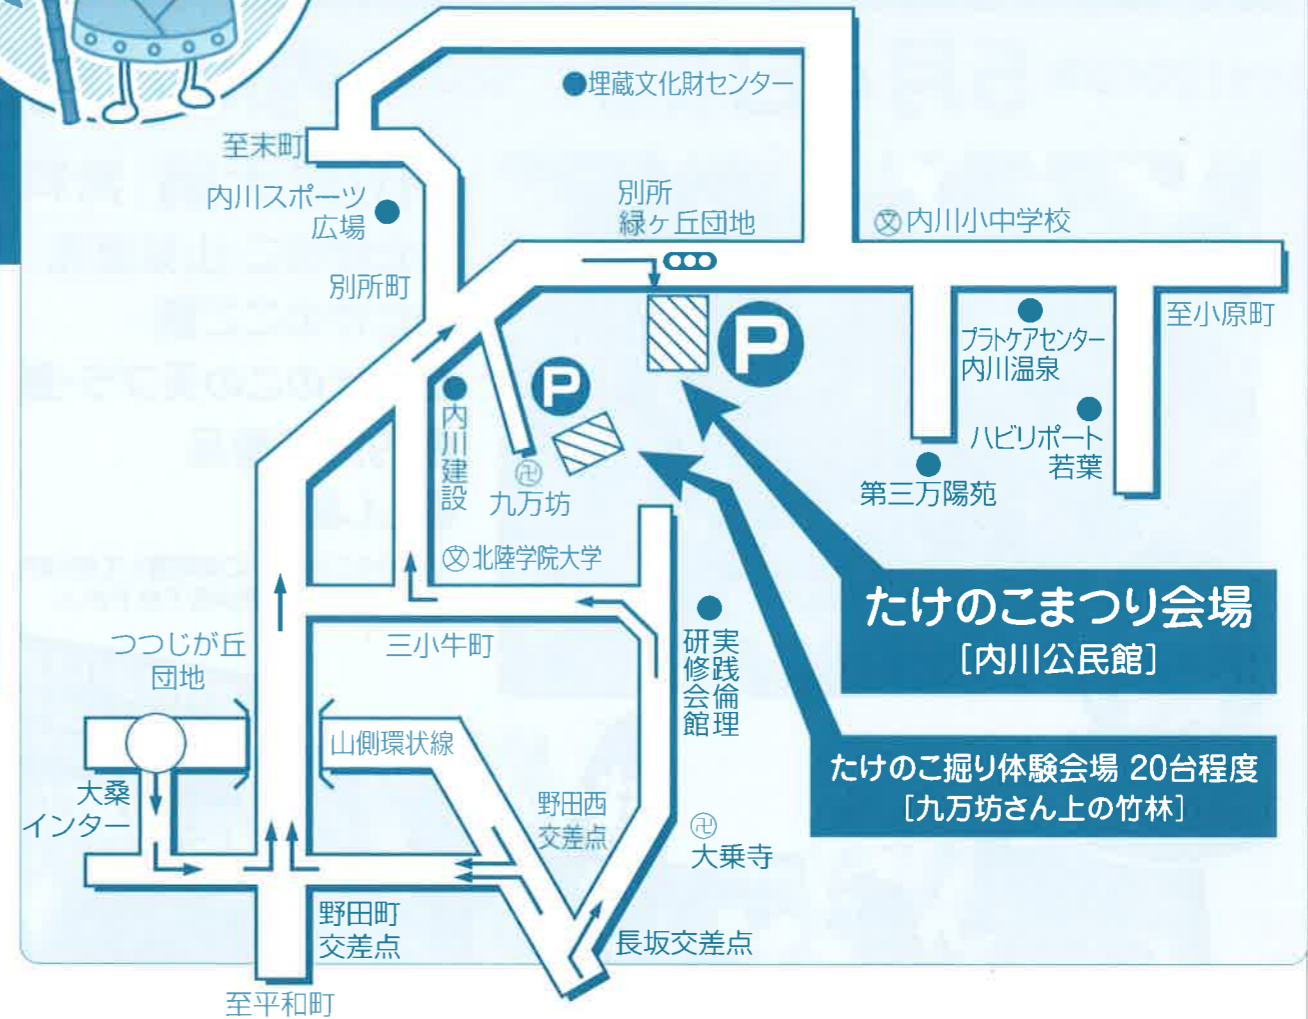 埋蔵文化財センター
至末町
内川スポーツ
広場
別所
緑ヶ丘団地
文 内川小中学校
別所町
至小原町
P
プラトケアセンター
内川温泉
P
内川建設
ハビリポート
若葉
第三万陽苑
卍
九万坊
文 北陸学院大学
たけのこまつり会場
[内川公民館]
三小牛町
つつじが丘
団地
実践倫理
研修会館
山側環状線
たけのこ掘り体験会場 20台程度
[九万坊さん上の竹林]
大桑
インター
野田西
交差点
卍
大乗寺
野田町
交差点
長坂交差点
至平和町